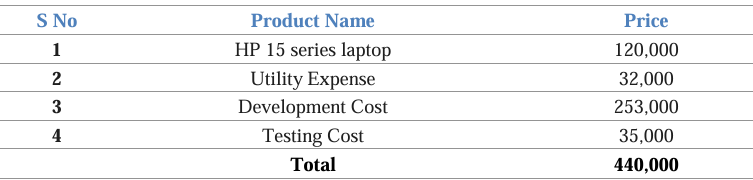 S No Product Name Price
1 HP 15 series laptop 120,000
2 Utility Expense 32,000
3 Development Cost 253,000
4 Testing Cost 35,000
Total 440,000